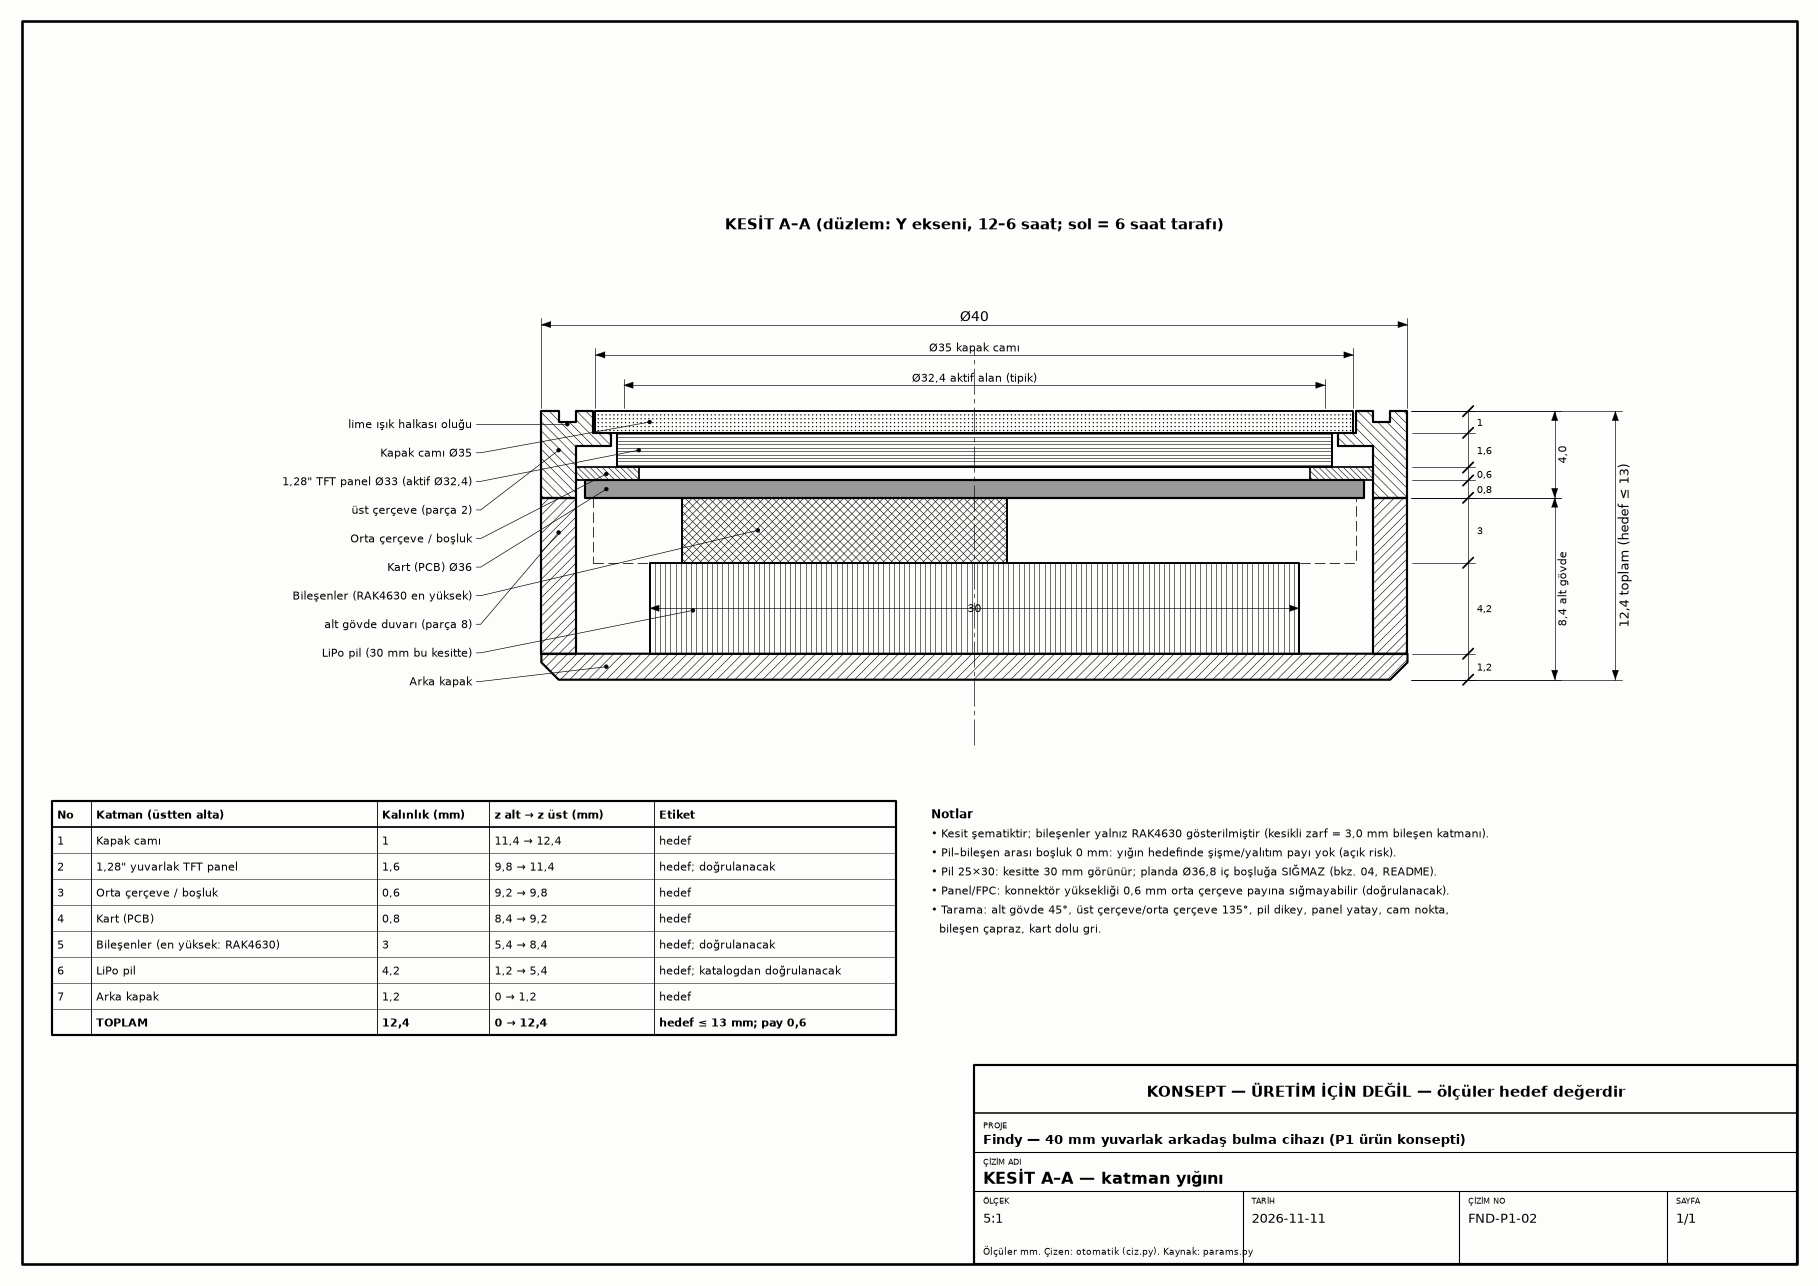 KESİT A–A (düzlem: Y ekseni, 12–6 saat; sol = 6 saat tarafı)
Ø40
Ø35 kapak camı
Ø32,4 aktif alan (tipik)
lime ışık halkası oluğu
Kapak camı Ø35
1,28" TFT panel Ø33 (aktif Ø32,4)
üst çerçeve (parça 2)
Orta çerçeve / boşluk
Kart (PCB) Ø36
Bileşenler (RAK4630 en yüksek)
alt gövde duvarı (parça 8)
LiPo pil (30 mm bu kesitte)
Arka kapak
30
1
1,6
0,6
0,8
3
4,2
1,2
4,0
8,4 alt gövde
12,4 toplam (hedef ≤ 13)
No Katman (üstten alta) Kalınlık (mm) z alt → z üst (mm) Etiket
1 Kapak camı 1 11,4 → 12,4 hedef
2 1,28" yuvarlak TFT panel 1,6 9,8 → 11,4 hedef; doğrulanacak
3 Orta çerçeve / boşluk 0,6 9,2 → 9,8 hedef
4 Kart (PCB) 0,8 8,4 → 9,2 hedef
5 Bileşenler (en yüksek: RAK4630) 3 5,4 → 8,4 hedef; doğrulanacak
6 LiPo pil 4,2 1,2 → 5,4 hedef; katalogdan doğrulanacak
7 Arka kapak 1,2 0 → 1,2 hedef
TOPLAM 12,4 0 → 12,4 hedef ≤ 13 mm; pay 0,6
Notlar
• Kesit şematiktir; bileşenler yalnız RAK4630 gösterilmiştir (kesikli zarf = 3,0 mm bileşen katmanı).
• Pil–bileşen arası boşluk 0 mm: yığın hedefinde şişme/yalıtım payı yok (açık risk).
• Pil 25×30: kesitte 30 mm görünür; planda Ø36,8 iç boşluğa SIĞMAZ (bkz. 04, README).
• Panel/FPC: konnektör yüksekliği 0,6 mm orta çerçeve payına sığmayabilir (doğrulanacak).
• Tarama: alt gövde 45°, üst çerçeve/orta çerçeve 135°, pil dikey, panel yatay, cam nokta,
bileşen çapraz, kart dolu gri.
KONSEPT — ÜRETİM İÇİN DEĞİL — ölçüler hedef değerdir
PROJE
Findy — 40 mm yuvarlak arkadaş bulma cihazı (P1 ürün konsepti)
ÇİZİM ADI
KESİT A–A — katman yığını
ÖLÇEK TARİH ÇİZİM NO SAYFA
5:1 2026-11-11 FND-P1-02 1/1
Ölçüler mm. Çizen: otomatik (ciz.py). Kaynak: params.py